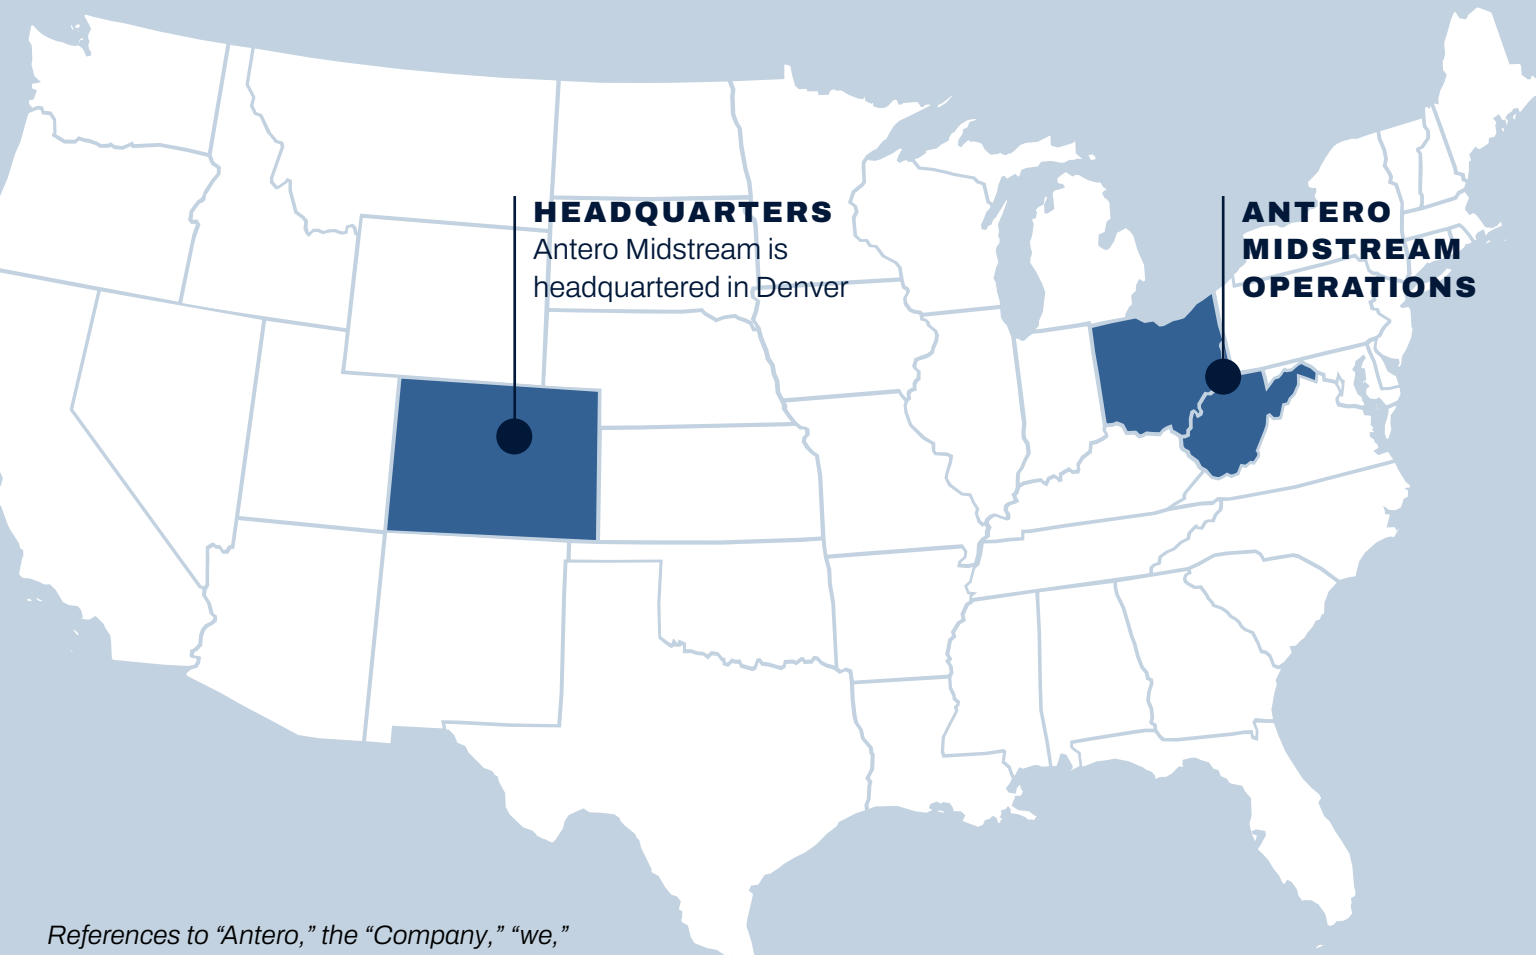 HEADQUARTERS
Antero Midstream is
headquartered in Denver
ANTERO
MIDSTREAM
OPERATIONS
References to “Antero,” the “Company,” “we,”